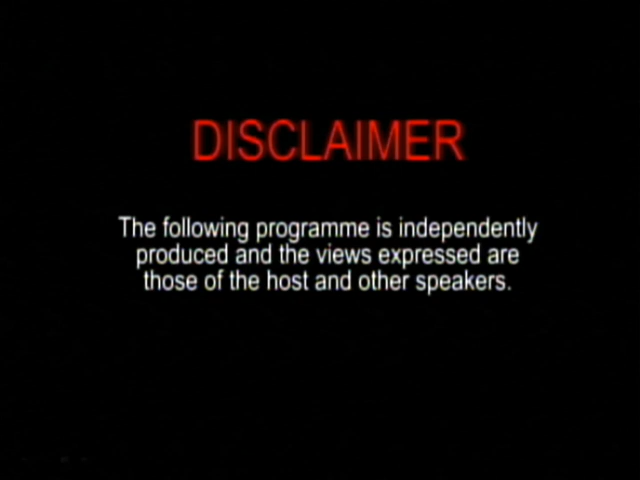 DISCLAIMER
The following programme is independently
produced and the views expressed are
those of the host and other speakers.